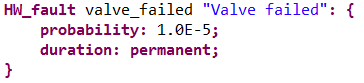 HW_fault valve_failed "Valve failed": {
    probability: 1.0E-5;
    duration: permanent;
}